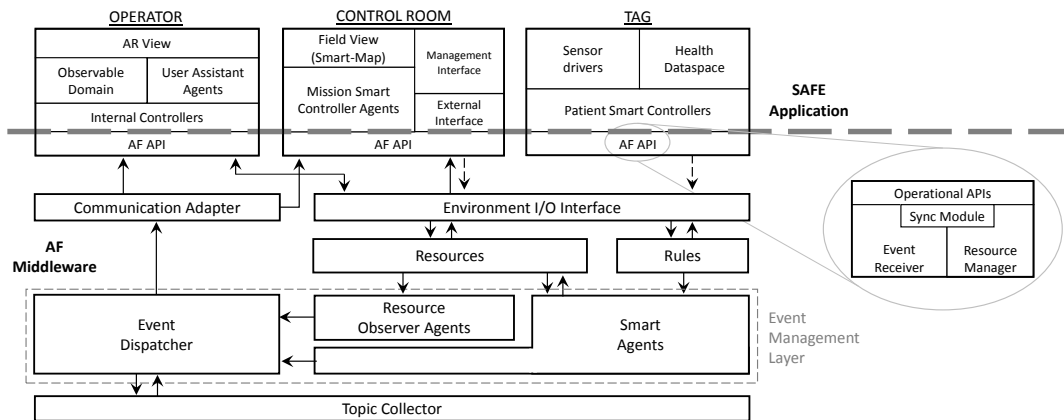 OPERATOR
CONTROL ROOM
TAG
AR View
Observable
Domain
User Assistant
Agents
Internal Controllers
AF API
Field View
(Smart-Map)
Management
Interface
Mission Smart
Controller Agents
External
Interface
AF API
Sensor
drivers
Health
Dataspace
Patient Smart Controllers
AF API
SAFE
Application
Communication Adapter
Environment I/O Interface
Operational APIs
Sync Module
Event
Receiver
Resource
Manager
AF
Middleware
Resources
Rules
Event
Dispatcher
Resource
Observer Agents
Smart
Agents
Event
Management
Layer
Topic Collector